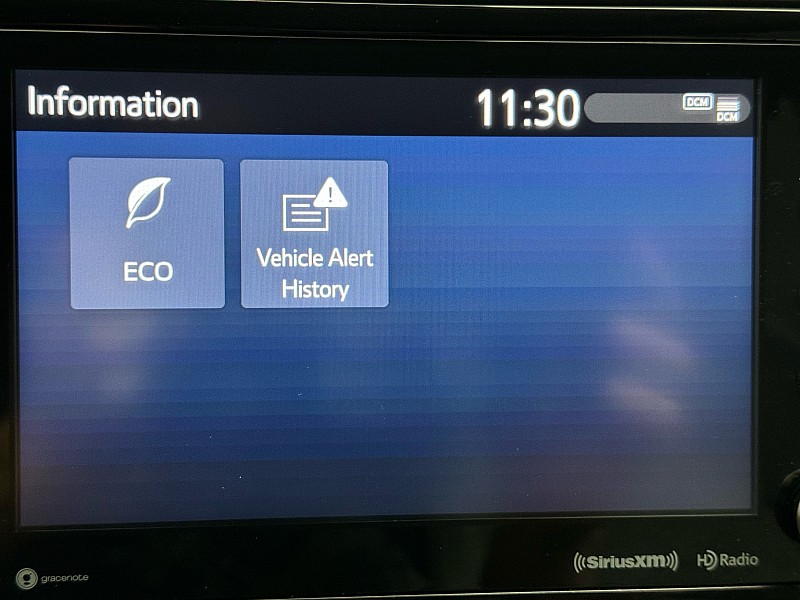 Information
11:30
DCM
DCM
ECO
Vehicle Alert
History
gracenote
SiriusXM
HD Radio